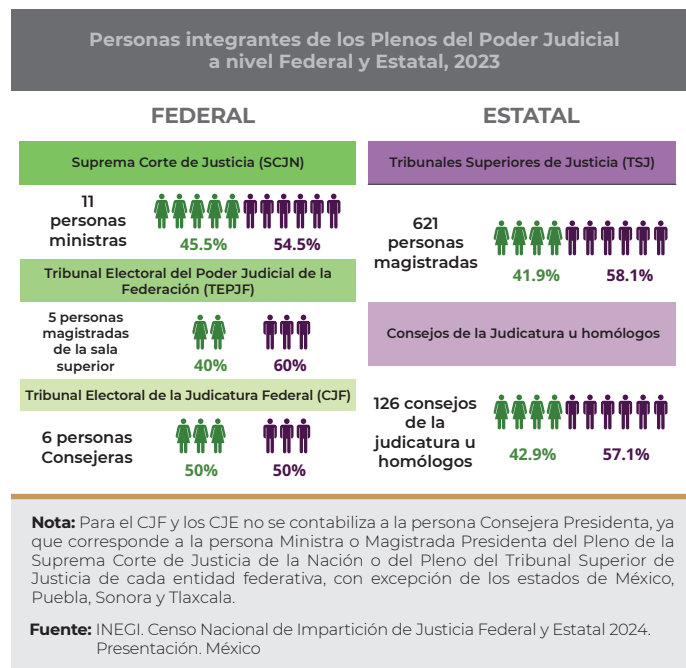 Personas integrantes de los Plenos del Poder Judicial
a nivel Federal y Estatal, 2023
FEDERAL
Suprema Corte de Justicia (SCJN)
11
personas
ministras
45.5%
54.5%
Tribunal Electoral del Poder Judicial de la
Federación (TEPJF)
5 personas
magistradas
de la sala
superior
40%
60%
Tribunal Electoral de la Judicatura Federal (CJF)
6 personas
Consejeras
50%
50%
ESTATAL
Tribunales Superiores de Justicia (TSJ)
621
personas
magistradas
41.9%
58.1%
Consejos de la Judicatura u homólogos
126 consejos
de la
judicatura u
homólogos
42.9%
57.1%
Nota: Para el CJF y los CJE no se contabiliza a la persona Consejera Presidenta, ya
que corresponde a la persona Ministra o Magistrada Presidenta del Pleno de la
Suprema Corte de Justicia de la Nación o del Pleno del Tribunal Superior de
Justicia de cada entidad federativa, con excepción de los estados de México,
Puebla, Sonora y Tlaxcala.
Fuente: INEGI. Censo Nacional de Impartición de Justicia Federal y Estatal 2024.
Presentación. México